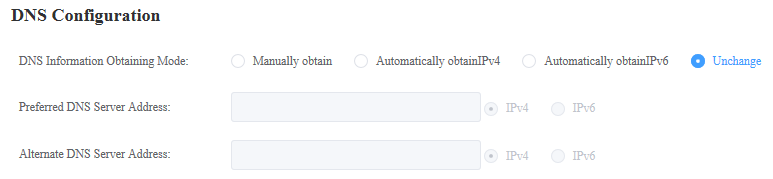 DNS Configuration
DNS Information Obtaining Mode: Manually obtain Automatically obtainIPv4 Automatically obtainIPv6 Unchange
Preferred DNS Server Address: IPv4 IPv6
Alternate DNS Server Address: IPv4 IPv6